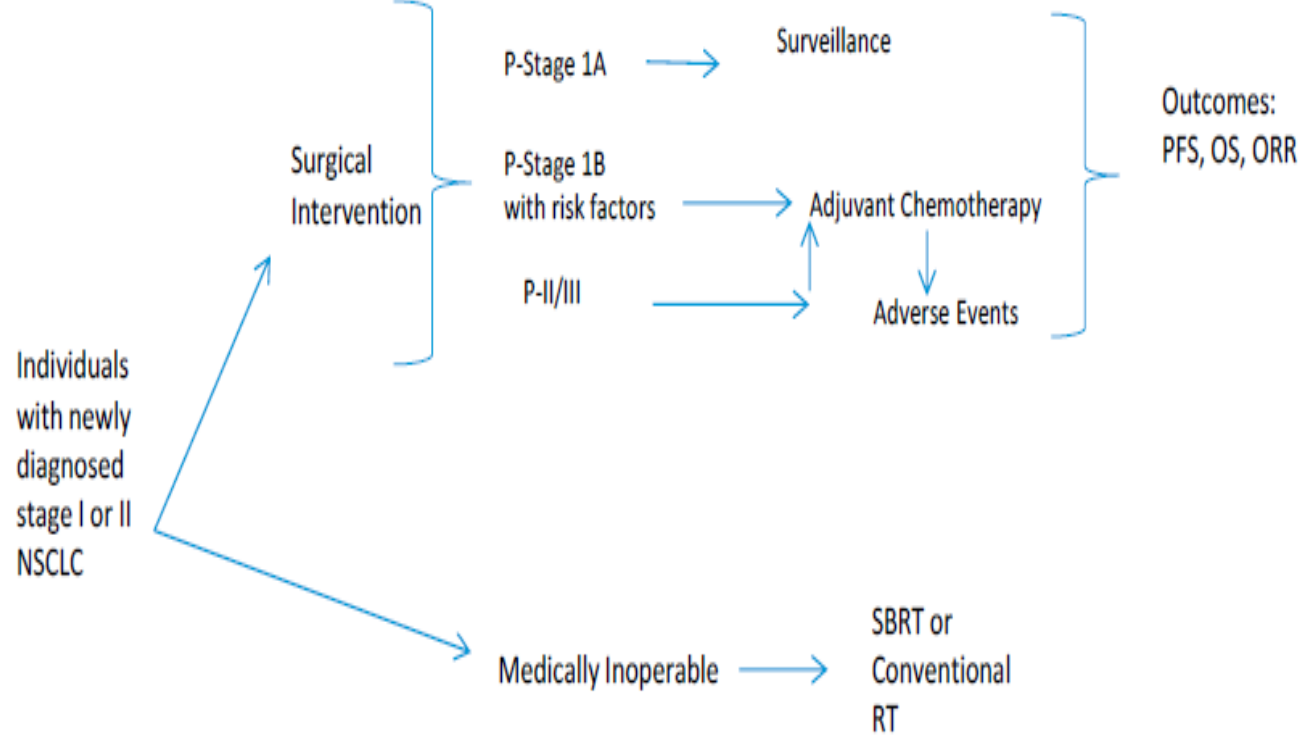 P-Stage 1A
Surveillance
Outcomes:
PFS, OS, ORR
Surgical
Intervention
P-Stage 1B
with risk factors
Adjuvant Chemotherapy
P-II/III
Adverse Events
Individuals
with newly
diagnosed
stage I or II
NSCLC
Medically Inoperable
SBRT or
Conventional
RT